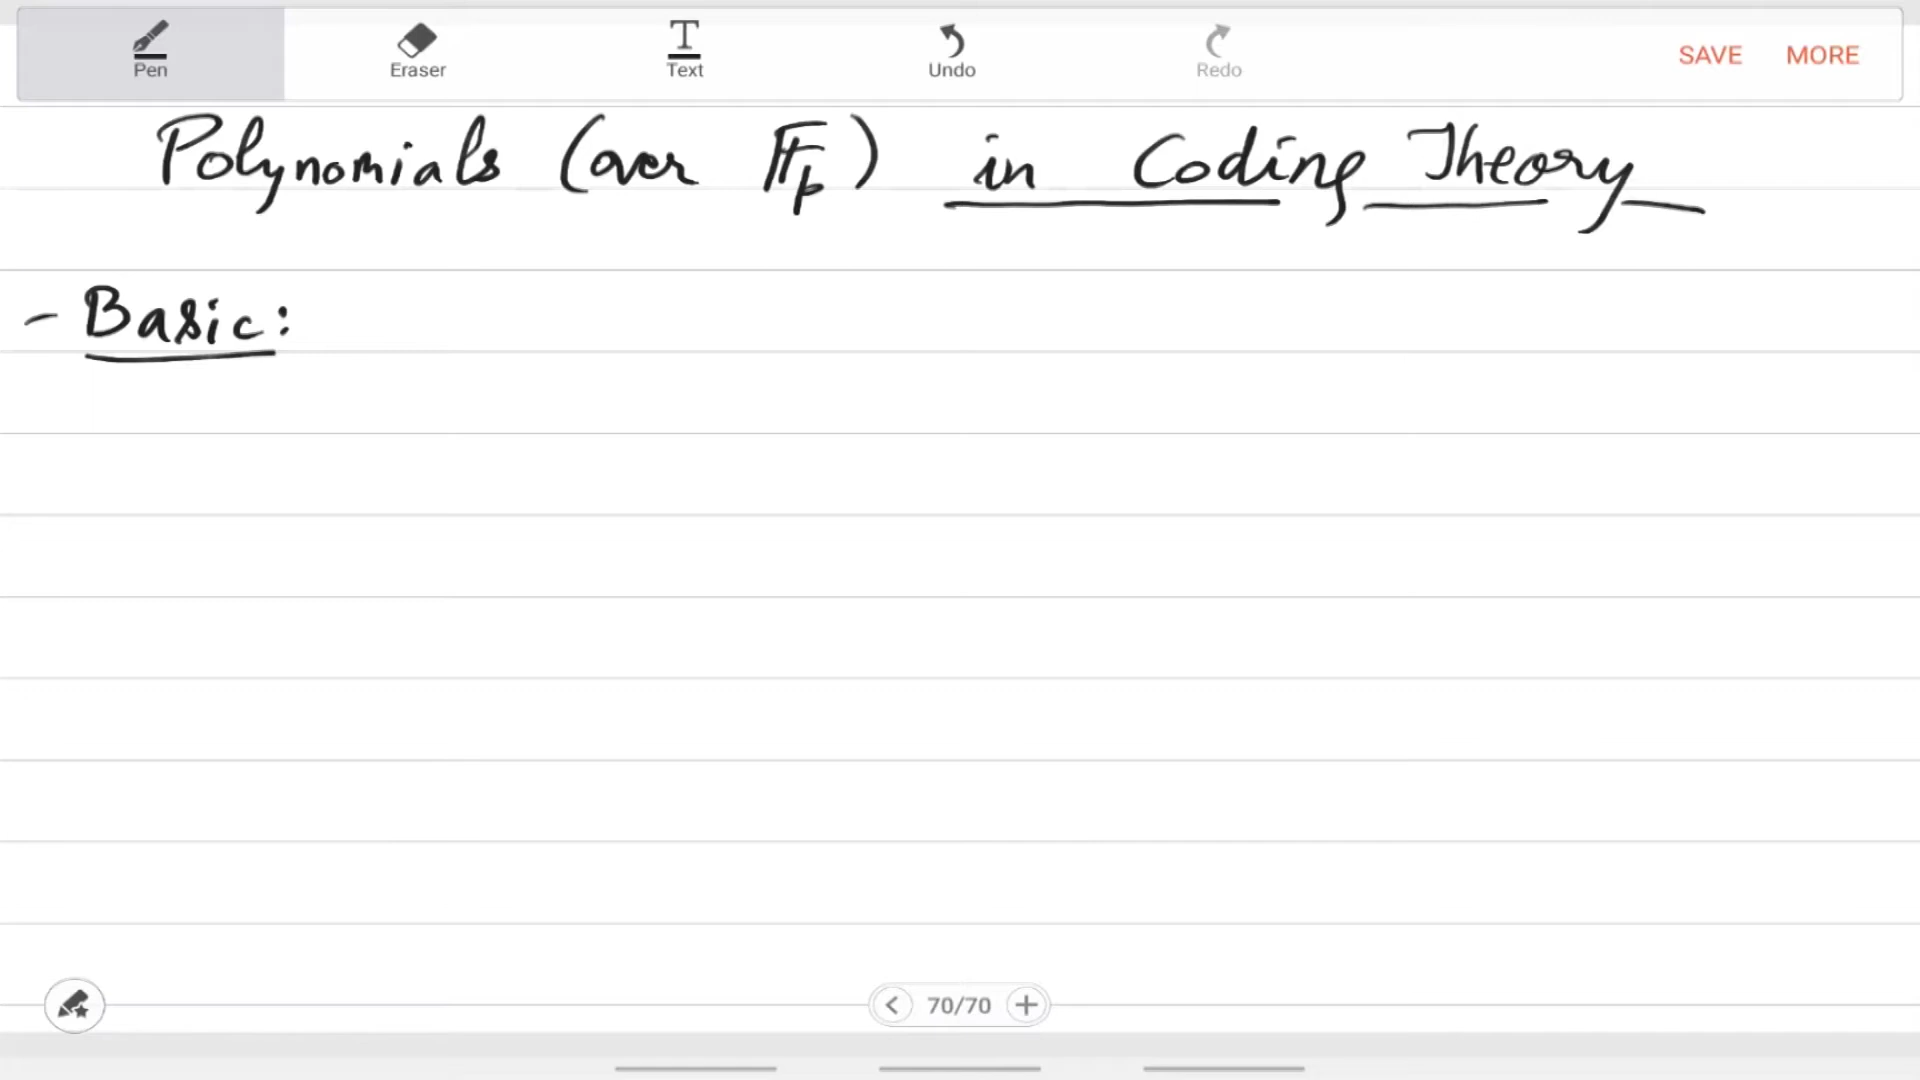 Pen Eraser Text Undo Redo SAVE MORE
Polynomials (over 𝔽p) in Coding Theory
- Basic:
70/70